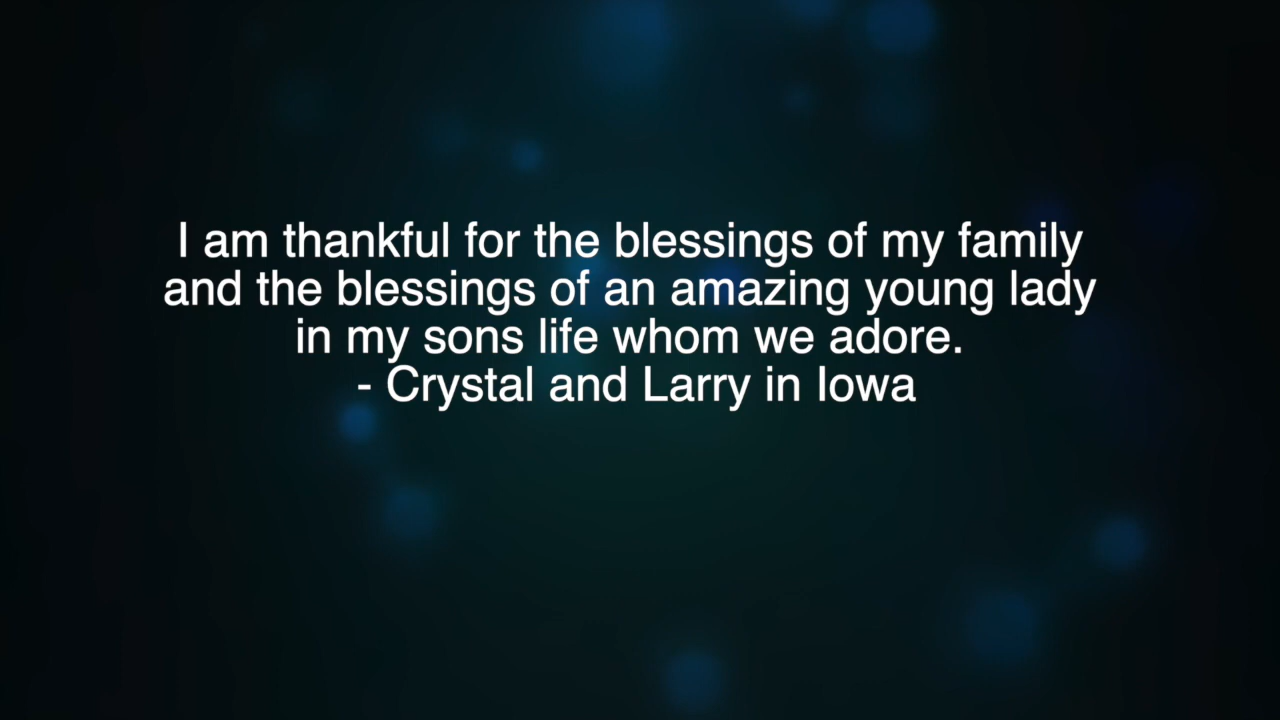 I am thankful for the blessings of my family
and the blessings of an amazing young lady
in my sons life whom we adore.
- Crystal and Larry in Iowa